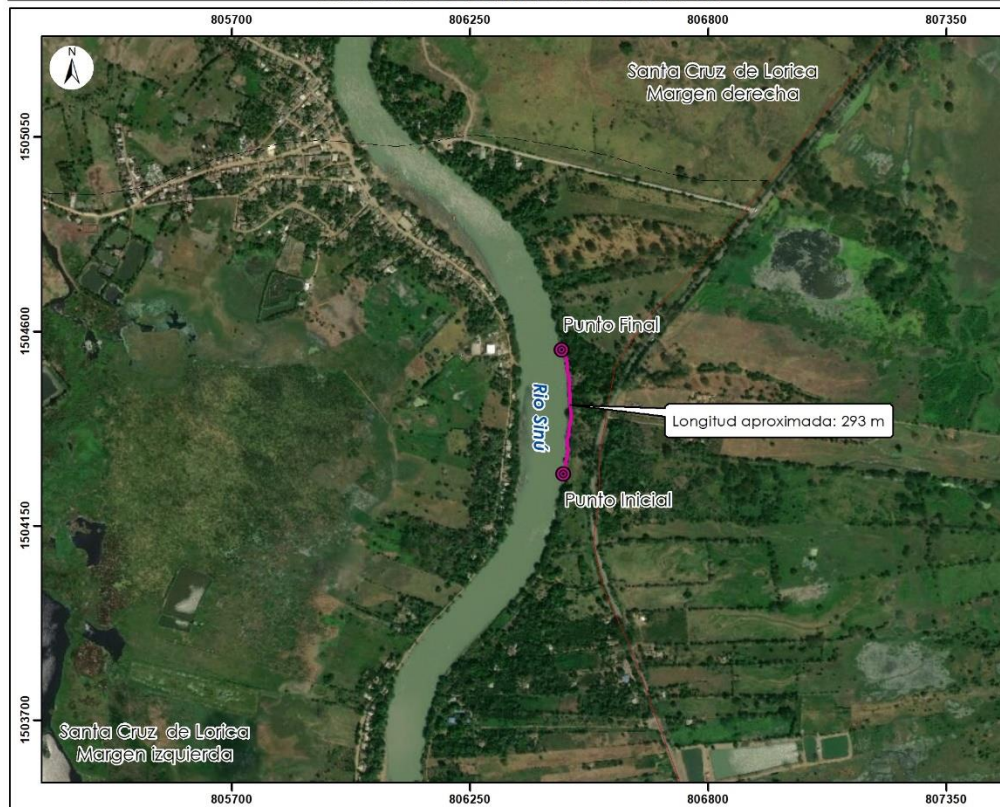 805700
806250
806800
807350
N
Santa Cruz de Lorica
Margen derecha
1505050
1504600
Punto Final
Rio Sinú
Longitud aproximada: 293 m
Punto Inicial
1504150
1503700
Santa Cruz de Lorica
Margen izquierda
805700
806250
806800
807350